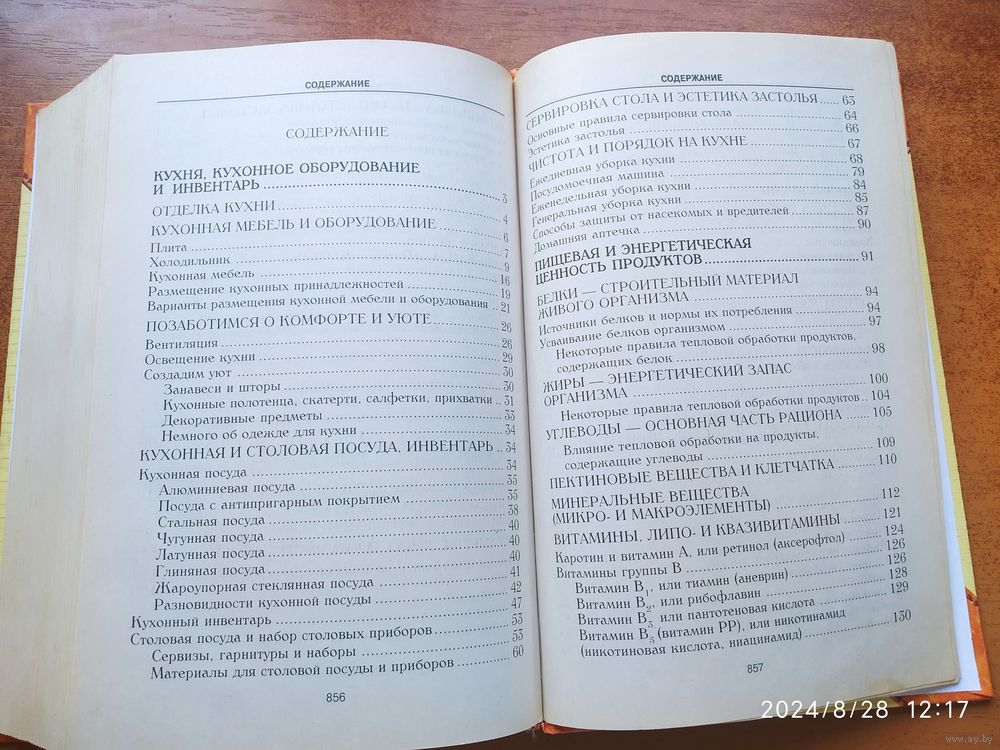 СОДЕРЖАНИЕ
СОДЕРЖАНИЕ
КУХНЯ, КУХОННОЕ ОБОРУДОВАНИЕ
И ИНВЕНТАРЬ ... 3
ОТДЕЛКА КУХНИ ... 4
КУХОННАЯ МЕБЕЛЬ И ОБОРУДОВАНИЕ ... 6
Плита ... 7
Холодильник ... 9
Кухонная мебель ... 16
Размещение кухонных принадлежностей ... 19
Варианты размещения кухонной мебели и оборудования . 21
ПОЗАБОТИМСЯ О КОМФОРТЕ И УЮТЕ ... 26
Вентиляция ... 26
Освещение кухни ... 29
Создадим уют ... 30
Занавеси и шторы ... 30
Кухонные полотенца, скатерти, салфетки, прихватки .. 31
Декоративные предметы ... 33
Немного об одежде для кухни ... 34
КУХОННАЯ И СТОЛОВАЯ ПОСУДА, ИНВЕНТАРЬ .. 34
Кухонная посуда ... 34
Алюминиевая посуда ... 35
Посуда с антипригарным покрытием ... 35
Стальная посуда ... 38
Чугунная посуда ... 40
Латунная посуда ... 40
Глиняная посуда ... 40
Жароупорная стеклянная посуда ... 41
Разновидности кухонной посуды ... 42
Кухонный инвентарь ... 47
Столовая посуда и набор столовых приборов ... 53
Сервизы, гарнитуры и наборы ... 53
Материалы для столовой посуды и приборов ... 60
856
СОДЕРЖАНИЕ
СЕРВИРОВКА СТОЛА И ЭСТЕТИКА ЗАСТОЛЬЯ ..... 63
Основные правила сервировки стола ... 64
Эстетика застолья ... 66
ЧИСТОТА И ПОРЯДОК НА КУХНЕ ... 67
Ежедневная уборка кухни ... 68
Посудомоечная машина ... 79
Еженедельная уборка кухни ... 84
Генеральная уборка кухни ... 85
Способы защиты от насекомых и вредителей ... 87
Домашняя аптечка ... 90
ПИЩЕВАЯ И ЭНЕРГЕТИЧЕСКАЯ
ЦЕННОСТЬ ПРОДУКТОВ ... 91
БЕЛКИ — СТРОИТЕЛЬНЫЙ МАТЕРИАЛ
ЖИВОГО ОРГАНИЗМА ... 94
Источники белков и нормы их потребления ... 94
Усваивание белков организмом ... 97
Некоторые правила тепловой обработки продуктов,
содержащих белок ... 98
ЖИРЫ — ЭНЕРГЕТИЧЕСКИЙ ЗАПАС
ОРГАНИЗМА ... 100
Некоторые правила тепловой обработки продуктов .. 104
УГЛЕВОДЫ — ОСНОВНАЯ ЧАСТЬ РАЦИОНА ... 105
Влияние тепловой обработки на продукты,
содержащие углеводы ... 109
ПЕКТИНОВЫЕ ВЕЩЕСТВА И КЛЕТЧАТКА ... 110
МИНЕРАЛЬНЫЕ ВЕЩЕСТВА
(МИКРО- И МАКРОЭЛЕМЕНТЫ) ... 112
ВИТАМИНЫ, ЛИПО- И КВАЗИВИТАМИНЫ ... 121
Каротин и витамин А, или ретинол (аксерофтол) ... 124
Витамины группы В ... 126
Витамин В1, или тиамин (аневрин) ... 126
Витамин В2, или рибофлавин ... 128
Витамин В3, или пантотеновая кислота ... 129
Витамин В5 (витамин РР), или никотинамид
(никотиновая кислота, ниацинамид) ... 130
857
2024/8/28 12:17
www.ay.by